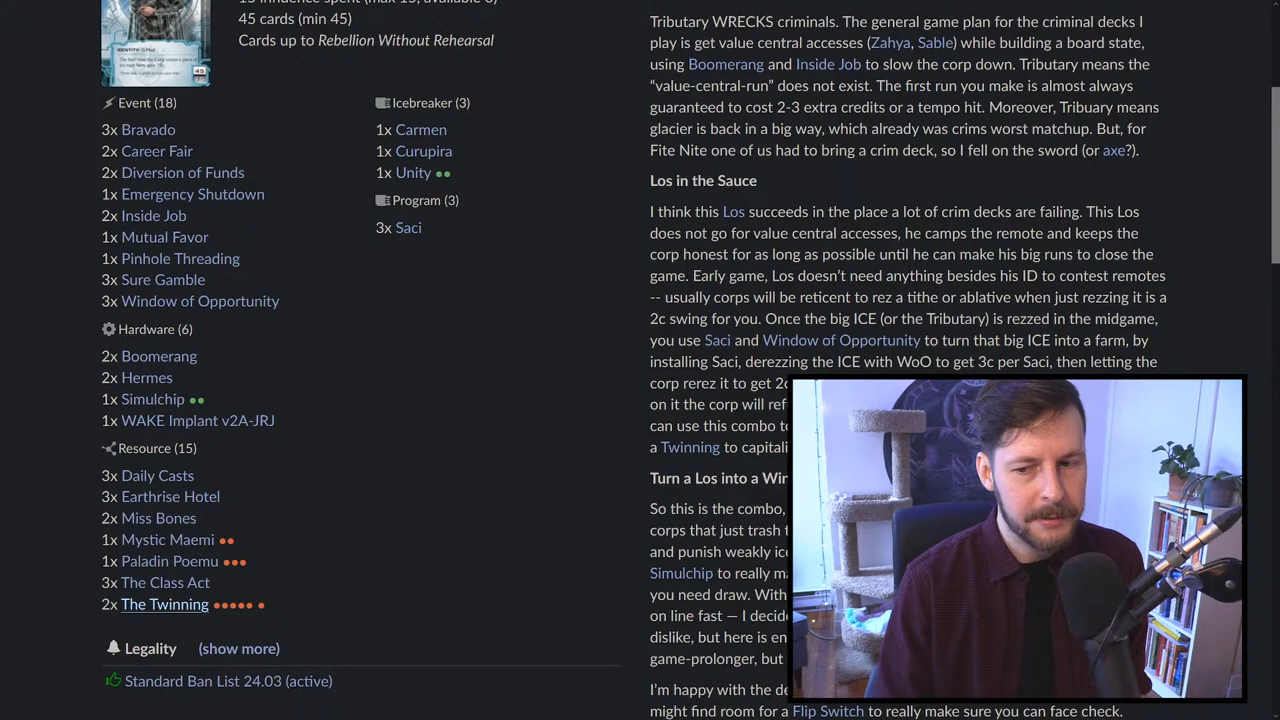 15 influence spent (max 15, available 0)
45 cards (min 45)
Cards up to Rebellion Without Rehearsal
Event (18)
3x Bravado
2x Career Fair
2x Diversion of Funds
1x Emergency Shutdown
2x Inside Job
1x Mutual Favor
1x Pinhole Threading
3x Sure Gamble
3x Window of Opportunity
Hardware (6)
2x Boomerang
2x Hermes
1x Simulchip
1x WAKE Implant v2A-JRJ
Resource (15)
3x Daily Casts
3x Earthrise Hotel
2x Miss Bones
1x Mystic Maemi
1x Paladin Poemu
3x The Class Act
2x The Twinning
Legality (show more)
Standard Ban List 24.03 (active)
Icebreaker (3)
1x Carmen
1x Curupira
1x Unity
Program (3)
3x Saci
Tributary WRECKS criminals. The general game plan for the criminal decks I
play is get value central access (Zahya, Sable) while building a board state,
using Boomerang and Inside Job to slow the corp down. Tributary means the
“value-central-run” does not exist. The first run you make is almost always
guaranteed to cost 2-3 extra credits or a tempo hit. Moreover, Tribuary means
glacier is back in a big way, which already was crims worst matchup. But, for
Fite Nite one of us had to bring a crim deck, so I fell on the sword (or axe?).
Los in the Sauce
I think this Los succeeds in the place a lot of crim decks are failing. This Los
does not go for value central accesses, he camps the remote and keeps the
corp honest for as long as possible until he can make his big runs to close the
game. Early game, Los doesn’t need anything besides his ID to contest remotes
-- usually corps will be reticent to rez a tithe or ablative when just rezzing it is a
2c swing for you. Once the big ICE (or the Tributary) is rezzed in the midgame,
you use Saci and Window of Opportunity to turn that big ICE into a farm, by
installing Saci, derezzing the ICE with WoO to get 3c per Saci, then letting the
corp rerez it to get 2c
on it the corp will ref
can use this combo to
a Twinning to capitali
Turn a Los into a Win
So this is the combo,
corps that just trash t
and punish weakly ice
Simulchip to really ma
you need draw. With
on line fast — I decide
dislike, but here is en
game-prolonger, but
I’m happy with the de
might find room for a Flip Switch to really make sure you can face check.